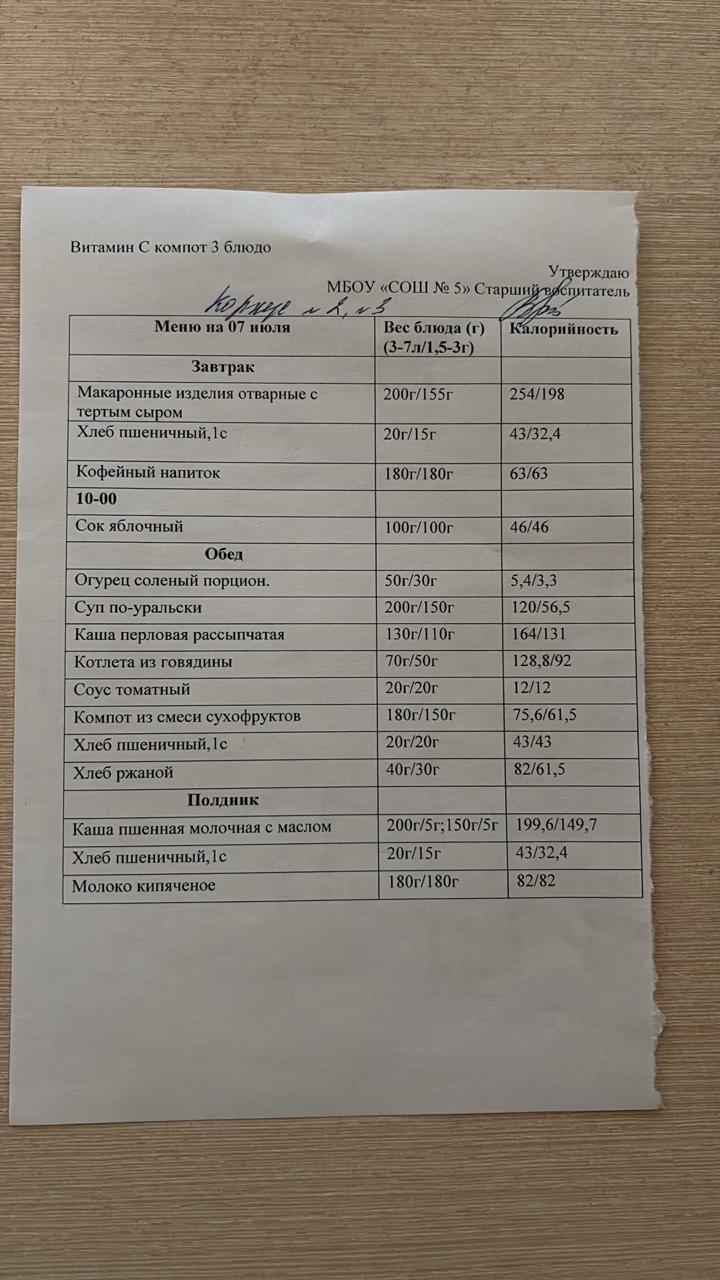 Витамин С компот 3 блюдо
Утверждаю
МБОУ «СОШ № 5» Старший воспитатель
Корпус №2, №3
Меню на 07 июля Вес блюда (г) Калорийность
(3-7л/1,5-3г)
Завтрак
Макаронные изделия отварные с 200г/155г 254/198
тертым сыром
Хлеб пшеничный,1с 20г/15г 43/32,4
Кофейный напиток 180г/180г 63/63
10-00
Сок яблочный 100г/100г 46/46
Обед
Огурец соленый порцион. 50г/30г 5,4/3,3
Суп по-уральски 200г/150г 120/56,5
Каша перловая рассыпчатая 130г/110г 164/131
Котлета из говядины 70г/50г 128,8/92
Соус томатный 20г/20г 12/12
Компот из смеси сухофруктов 180г/150г 75,6/61,5
Хлеб пшеничный,1с 20г/20г 43/43
Хлеб ржаной 40г/30г 82/61,5
Полдник
Каша пшенная молочная с маслом 200г/5г;150г/5г 199,6/149,7
Хлеб пшеничный,1с 20г/15г 43/32,4
Молоко кипяченое 180г/180г 82/82